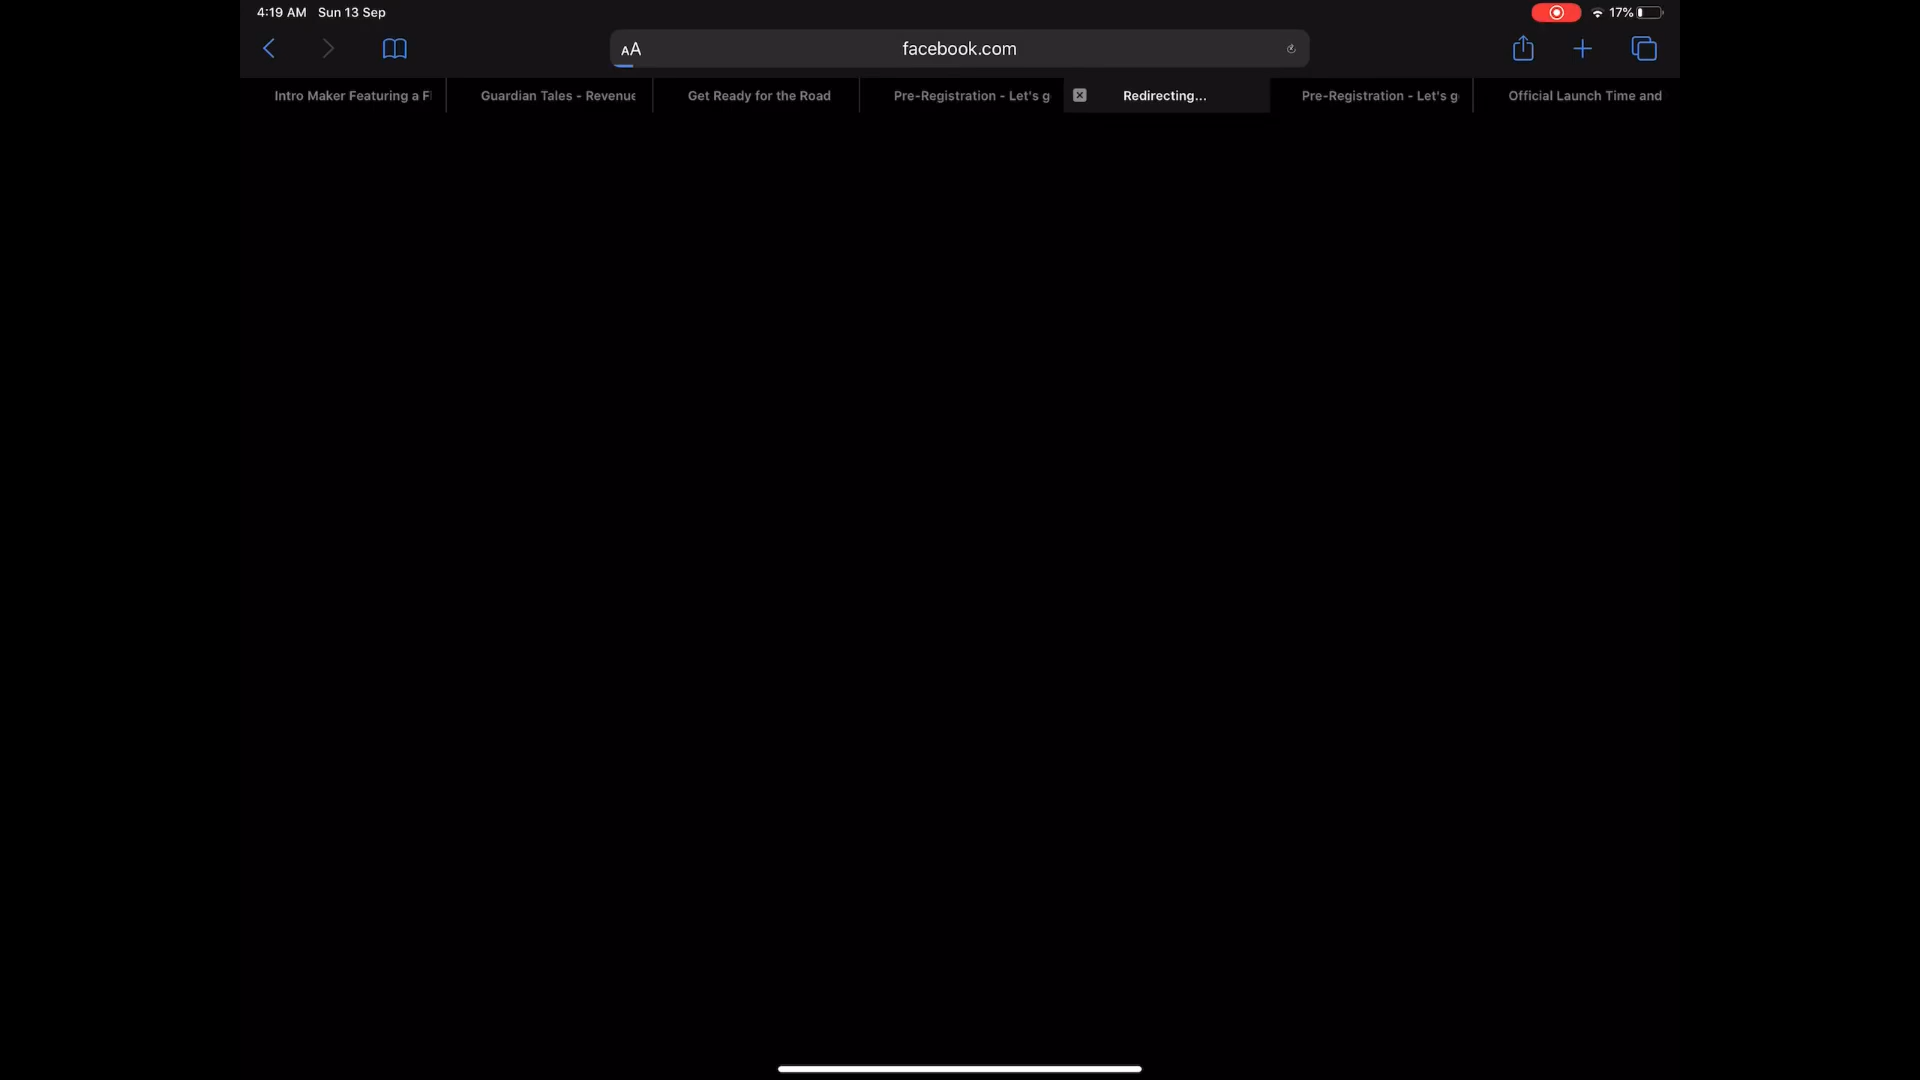 4:19 AM Sun 13 Sep 17%
AA facebook.com
Intro Maker Featuring a F Guardian Tales - Revenue Get Ready for the Road Pre-Registration - Let's g Redirecting... Pre-Registration - Let's g Official Launch Time and